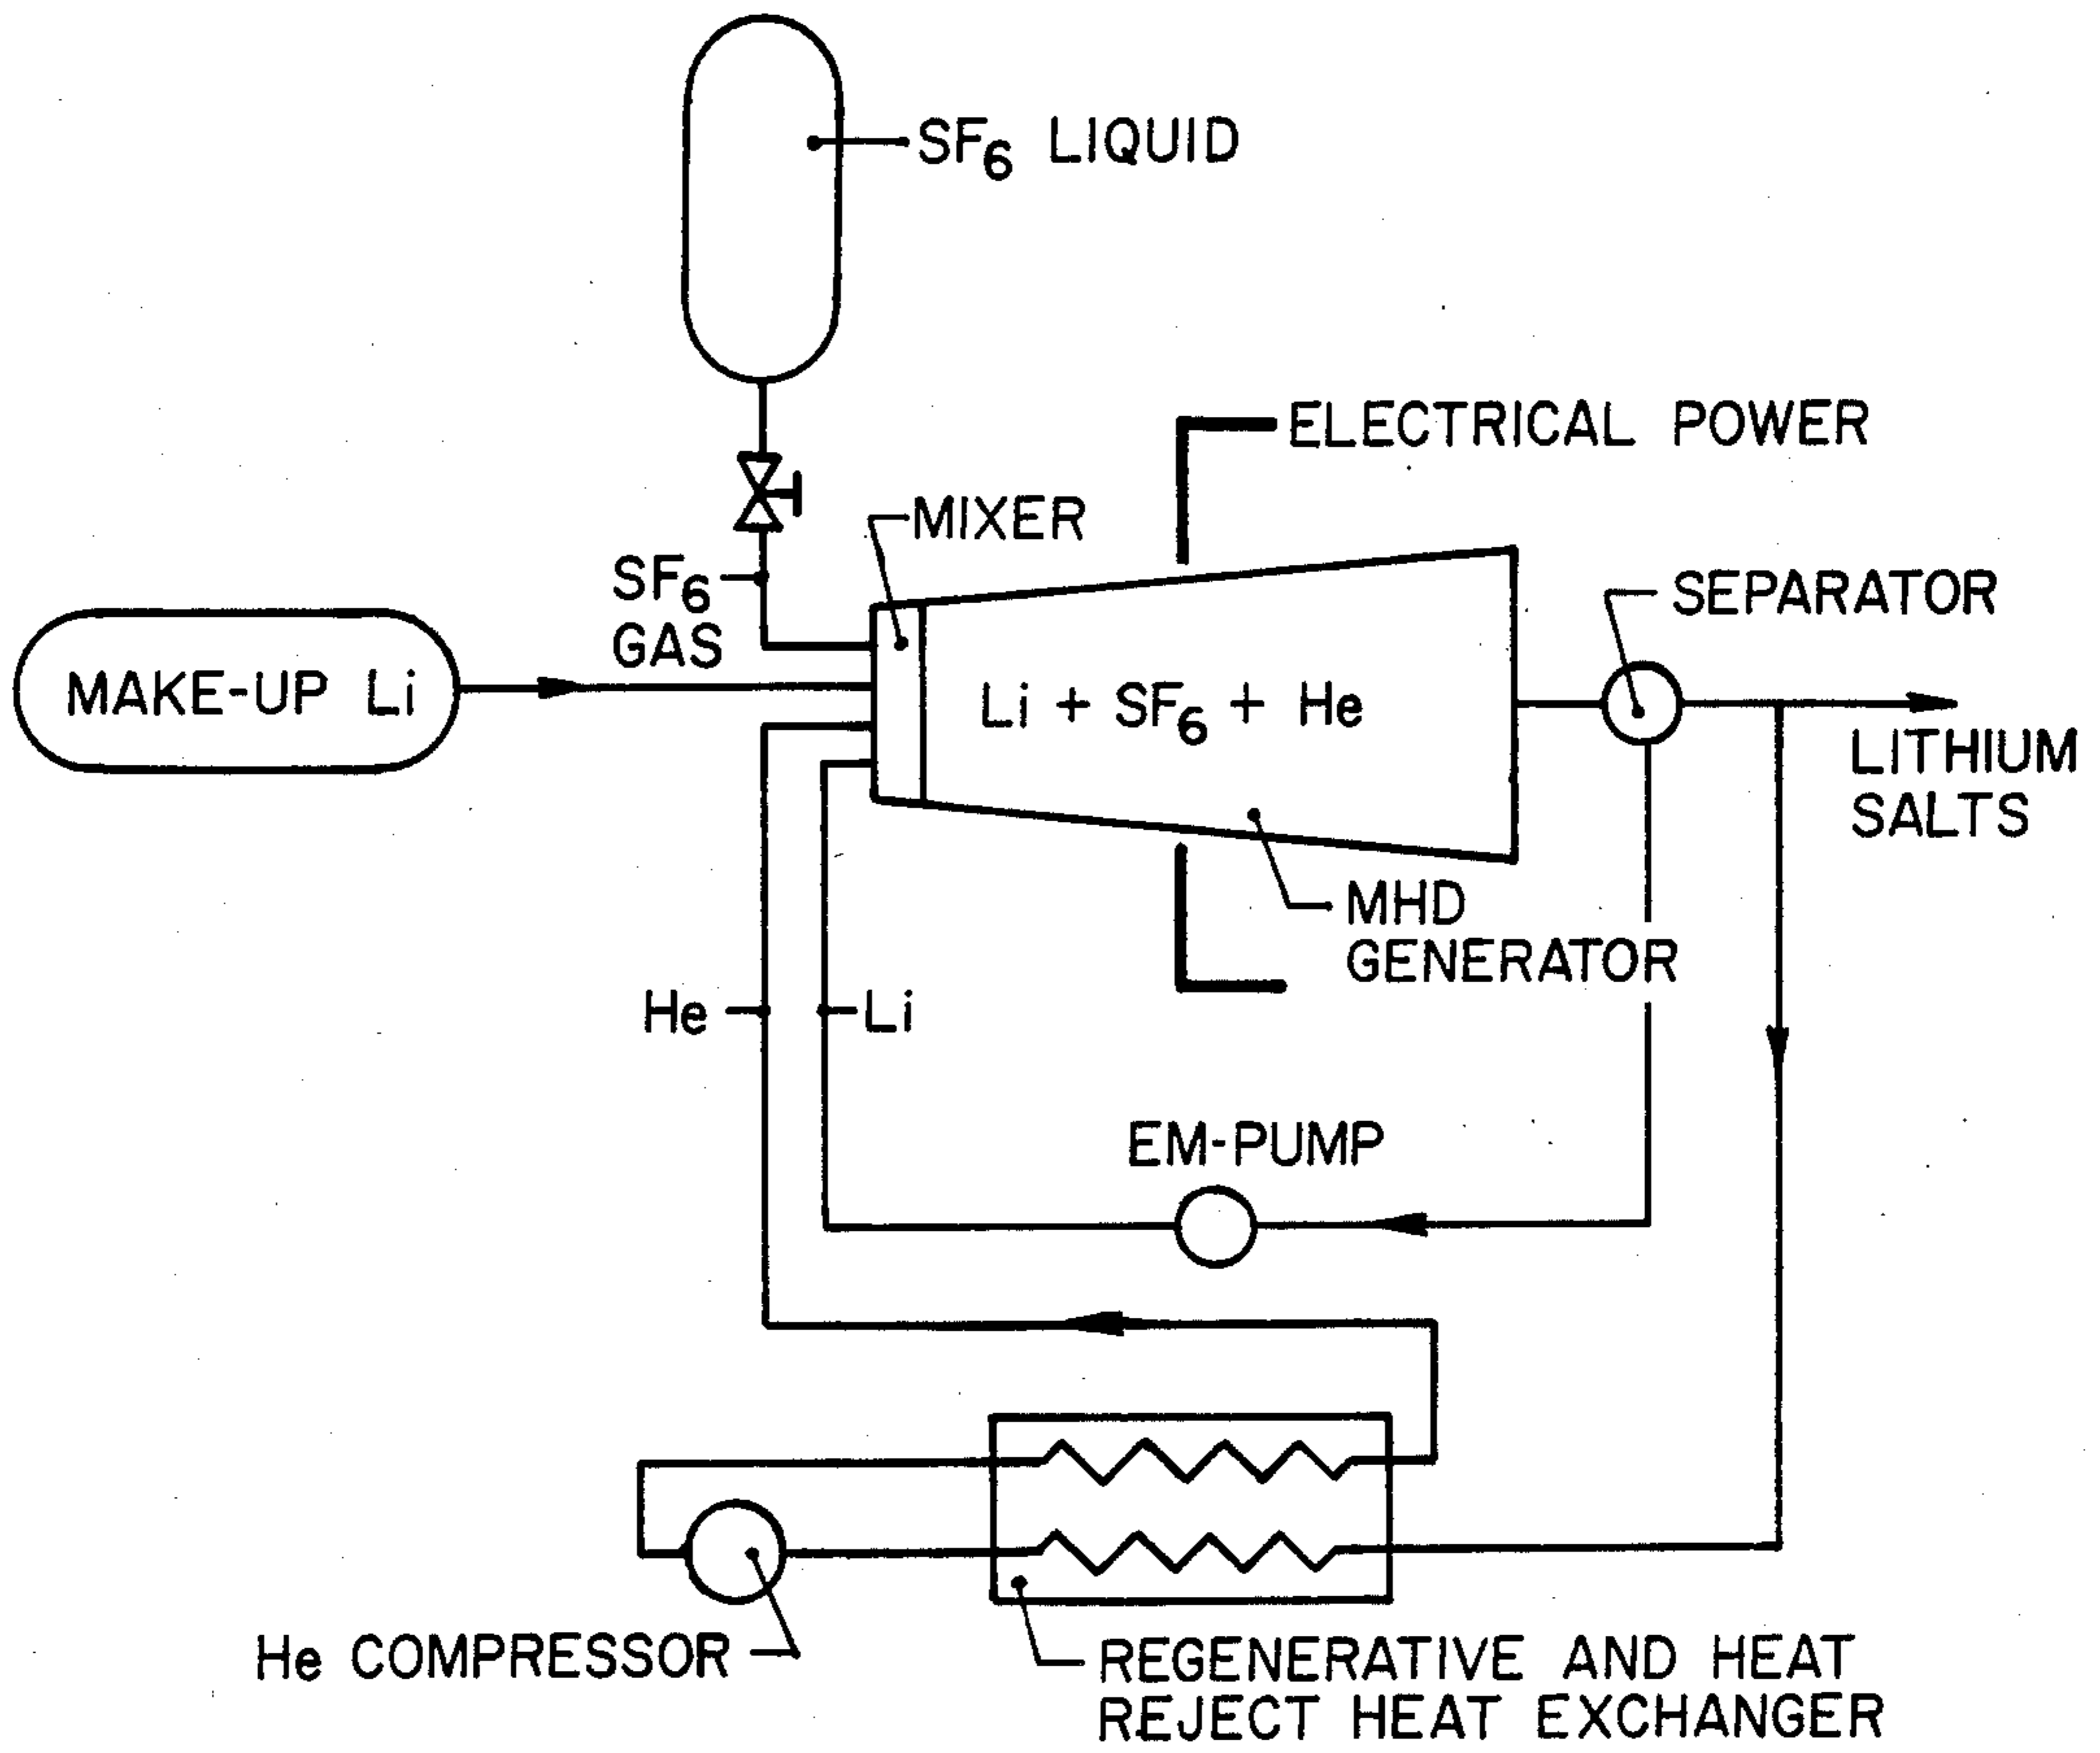 SF6 LIQUID
ELECTRICAL POWER
MIXER
SF6
GAS
SEPARATOR
MAKE-UP Li
Li + SF6 + He
LITHIUM
SALTS
MHD
GENERATOR
He
Li
EM-PUMP
He COMPRESSOR
REGENERATIVE AND HEAT
REJECT HEAT EXCHANGER